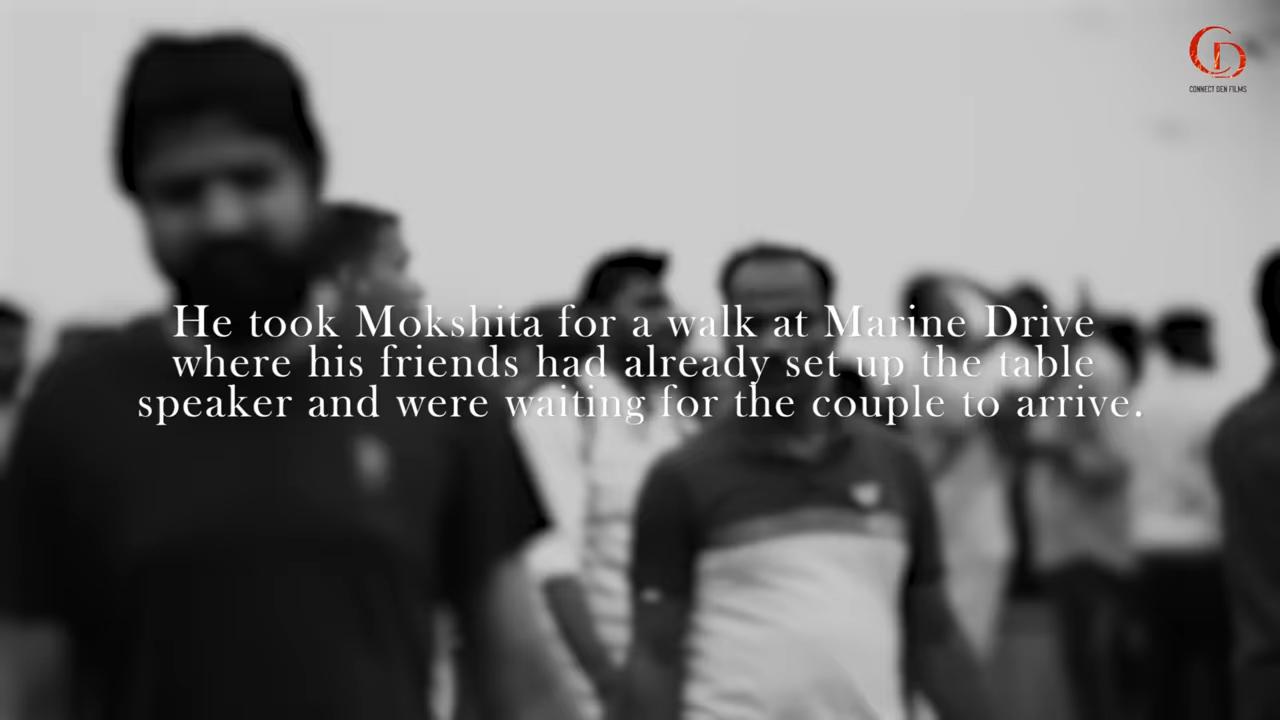 CONNECT DEN FILMS
He took Mokshita for a walk at Marine Drive
where his friends had already set up the table
speaker and were waiting for the couple to arrive.